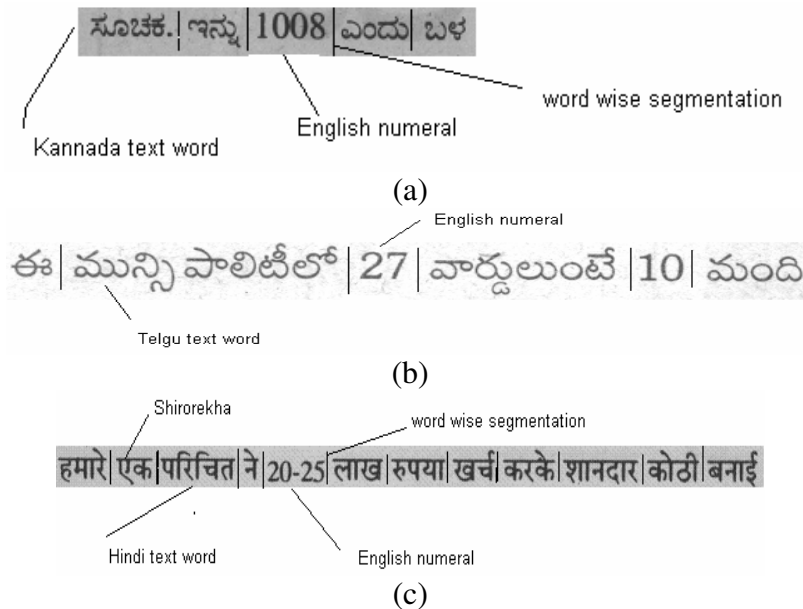 ಸೂಚಕ. ಇನ್ನು 1008 ಎಂದು ಬಳ
word wise segmentation
English numeral
Kannada text word
(a)
English numeral
ఈ మున్సి పాలిటీలో 27 వార్డులుంటే 10 మంది
Telgu text word
(b)
Shirorekha
word wise segmentation
हमारे एक परिचित ने 20-25 लाख रुपया खर्च करके शानदार कोठी बनाई
Hindi text word
English numeral
(c)